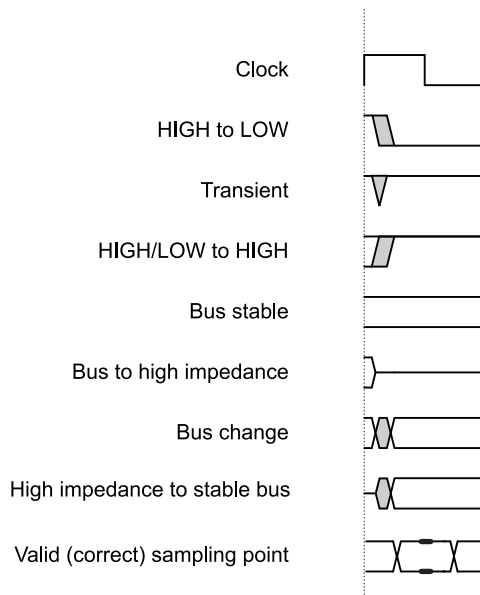 Clock
HIGH to LOW
Transient
HIGH/LOW to HIGH
Bus stable
Bus to high impedance
Bus change
High impedance to stable bus
Valid (correct) sampling point